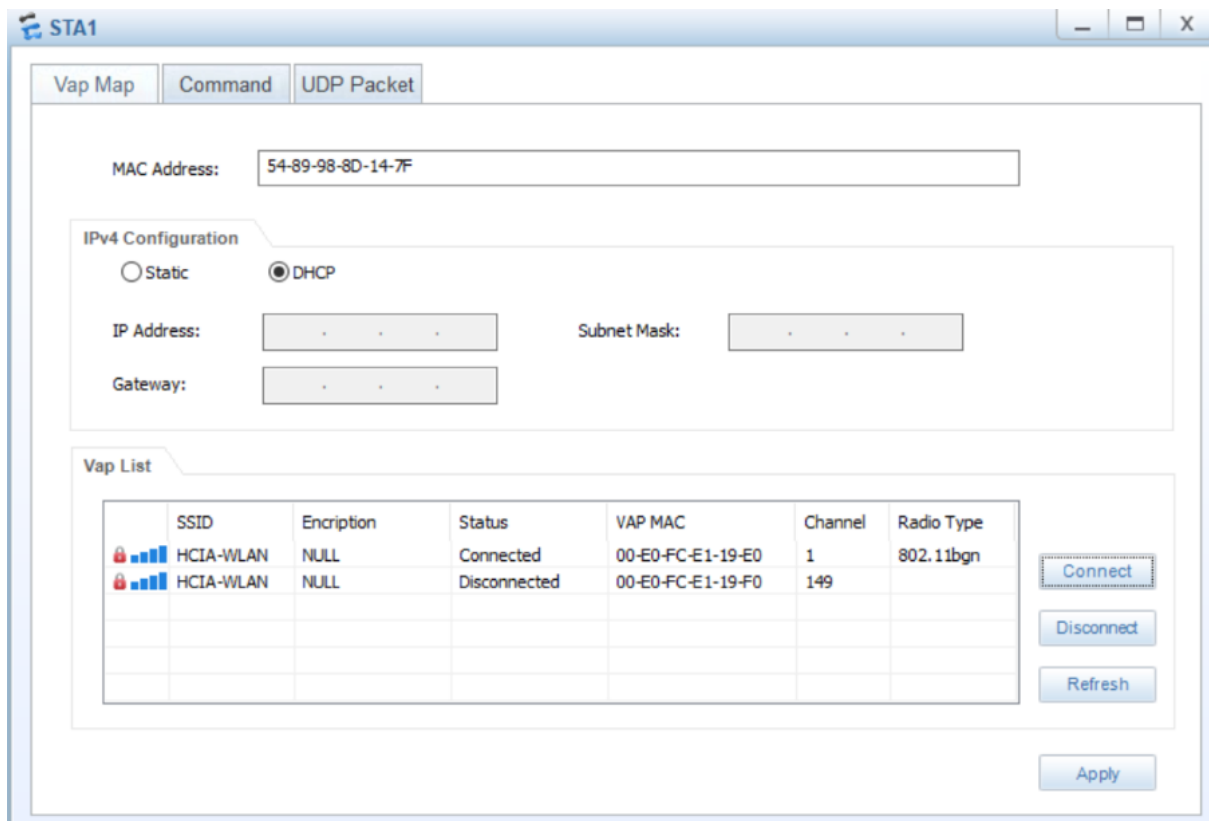 STA1
X
Vap Map Command UDP Packet
MAC Address: 54-89-98-8D-14-7F
IPv4 Configuration
Static DHCP
IP Address: . . . Subnet Mask: . . .
Gateway: . . .
Vap List
SSID Encription Status VAP MAC Channel Radio Type
HCIA-WLAN NULL Connected 00-E0-FC-E1-19-E0 1 802.11bgn
Connect
HCIA-WLAN NULL Disconnected 00-E0-FC-E1-19-F0 149
Disconnect
Refresh
Apply